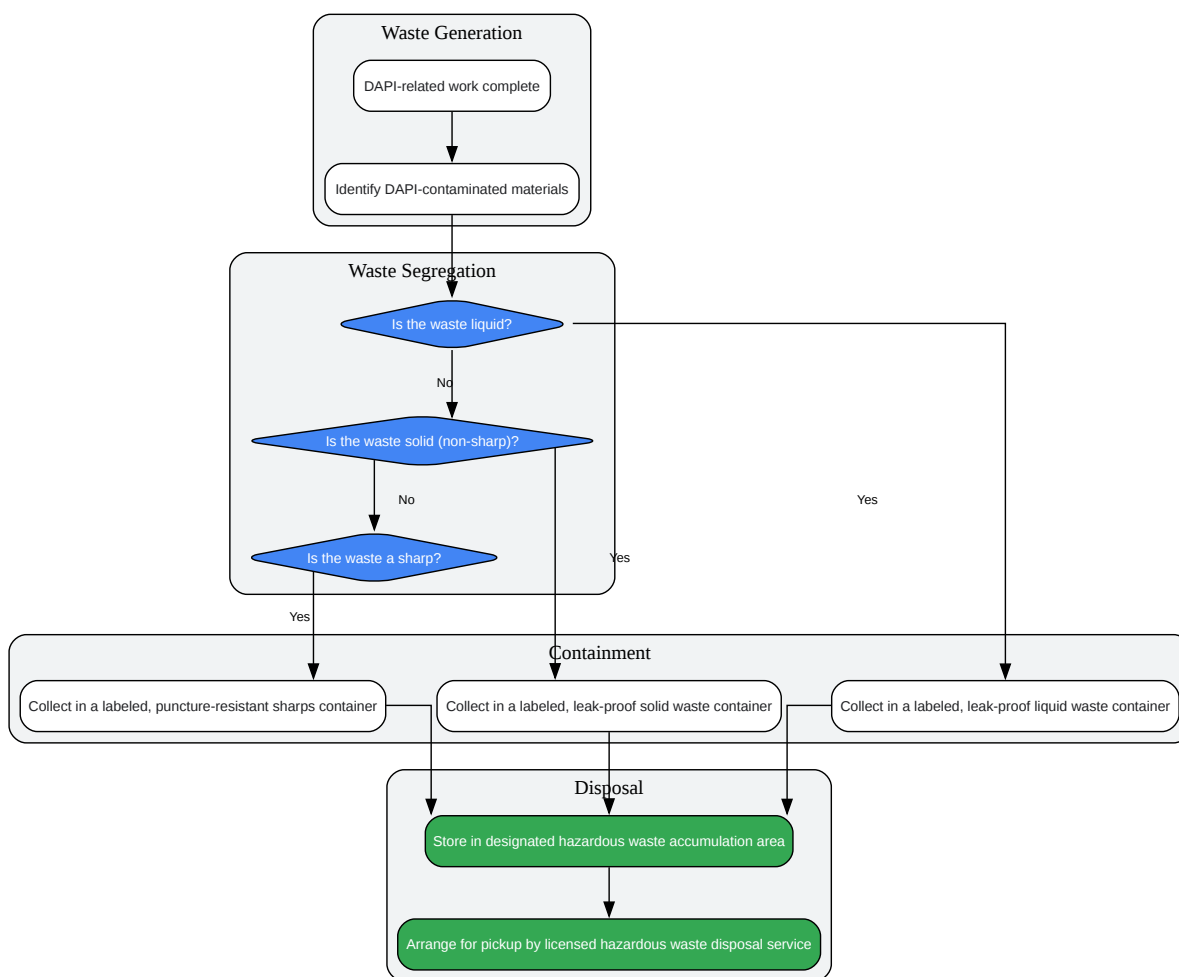 Waste Generation
DAPI-related work complete
Identify DAPI-contaminated materials
Waste Segregation
Is the waste liquid?
No
Is the waste solid (non-sharp)?
No
Yes
Is the waste a sharp?
Yes
Yes
Containment
Collect in a labeled, puncture-resistant sharps container
Collect in a labeled, leak-proof solid waste container
Collect in a labeled, leak-proof liquid waste container
Disposal
Store in designated hazardous waste accumulation area
Arrange for pickup by licensed hazardous waste disposal service